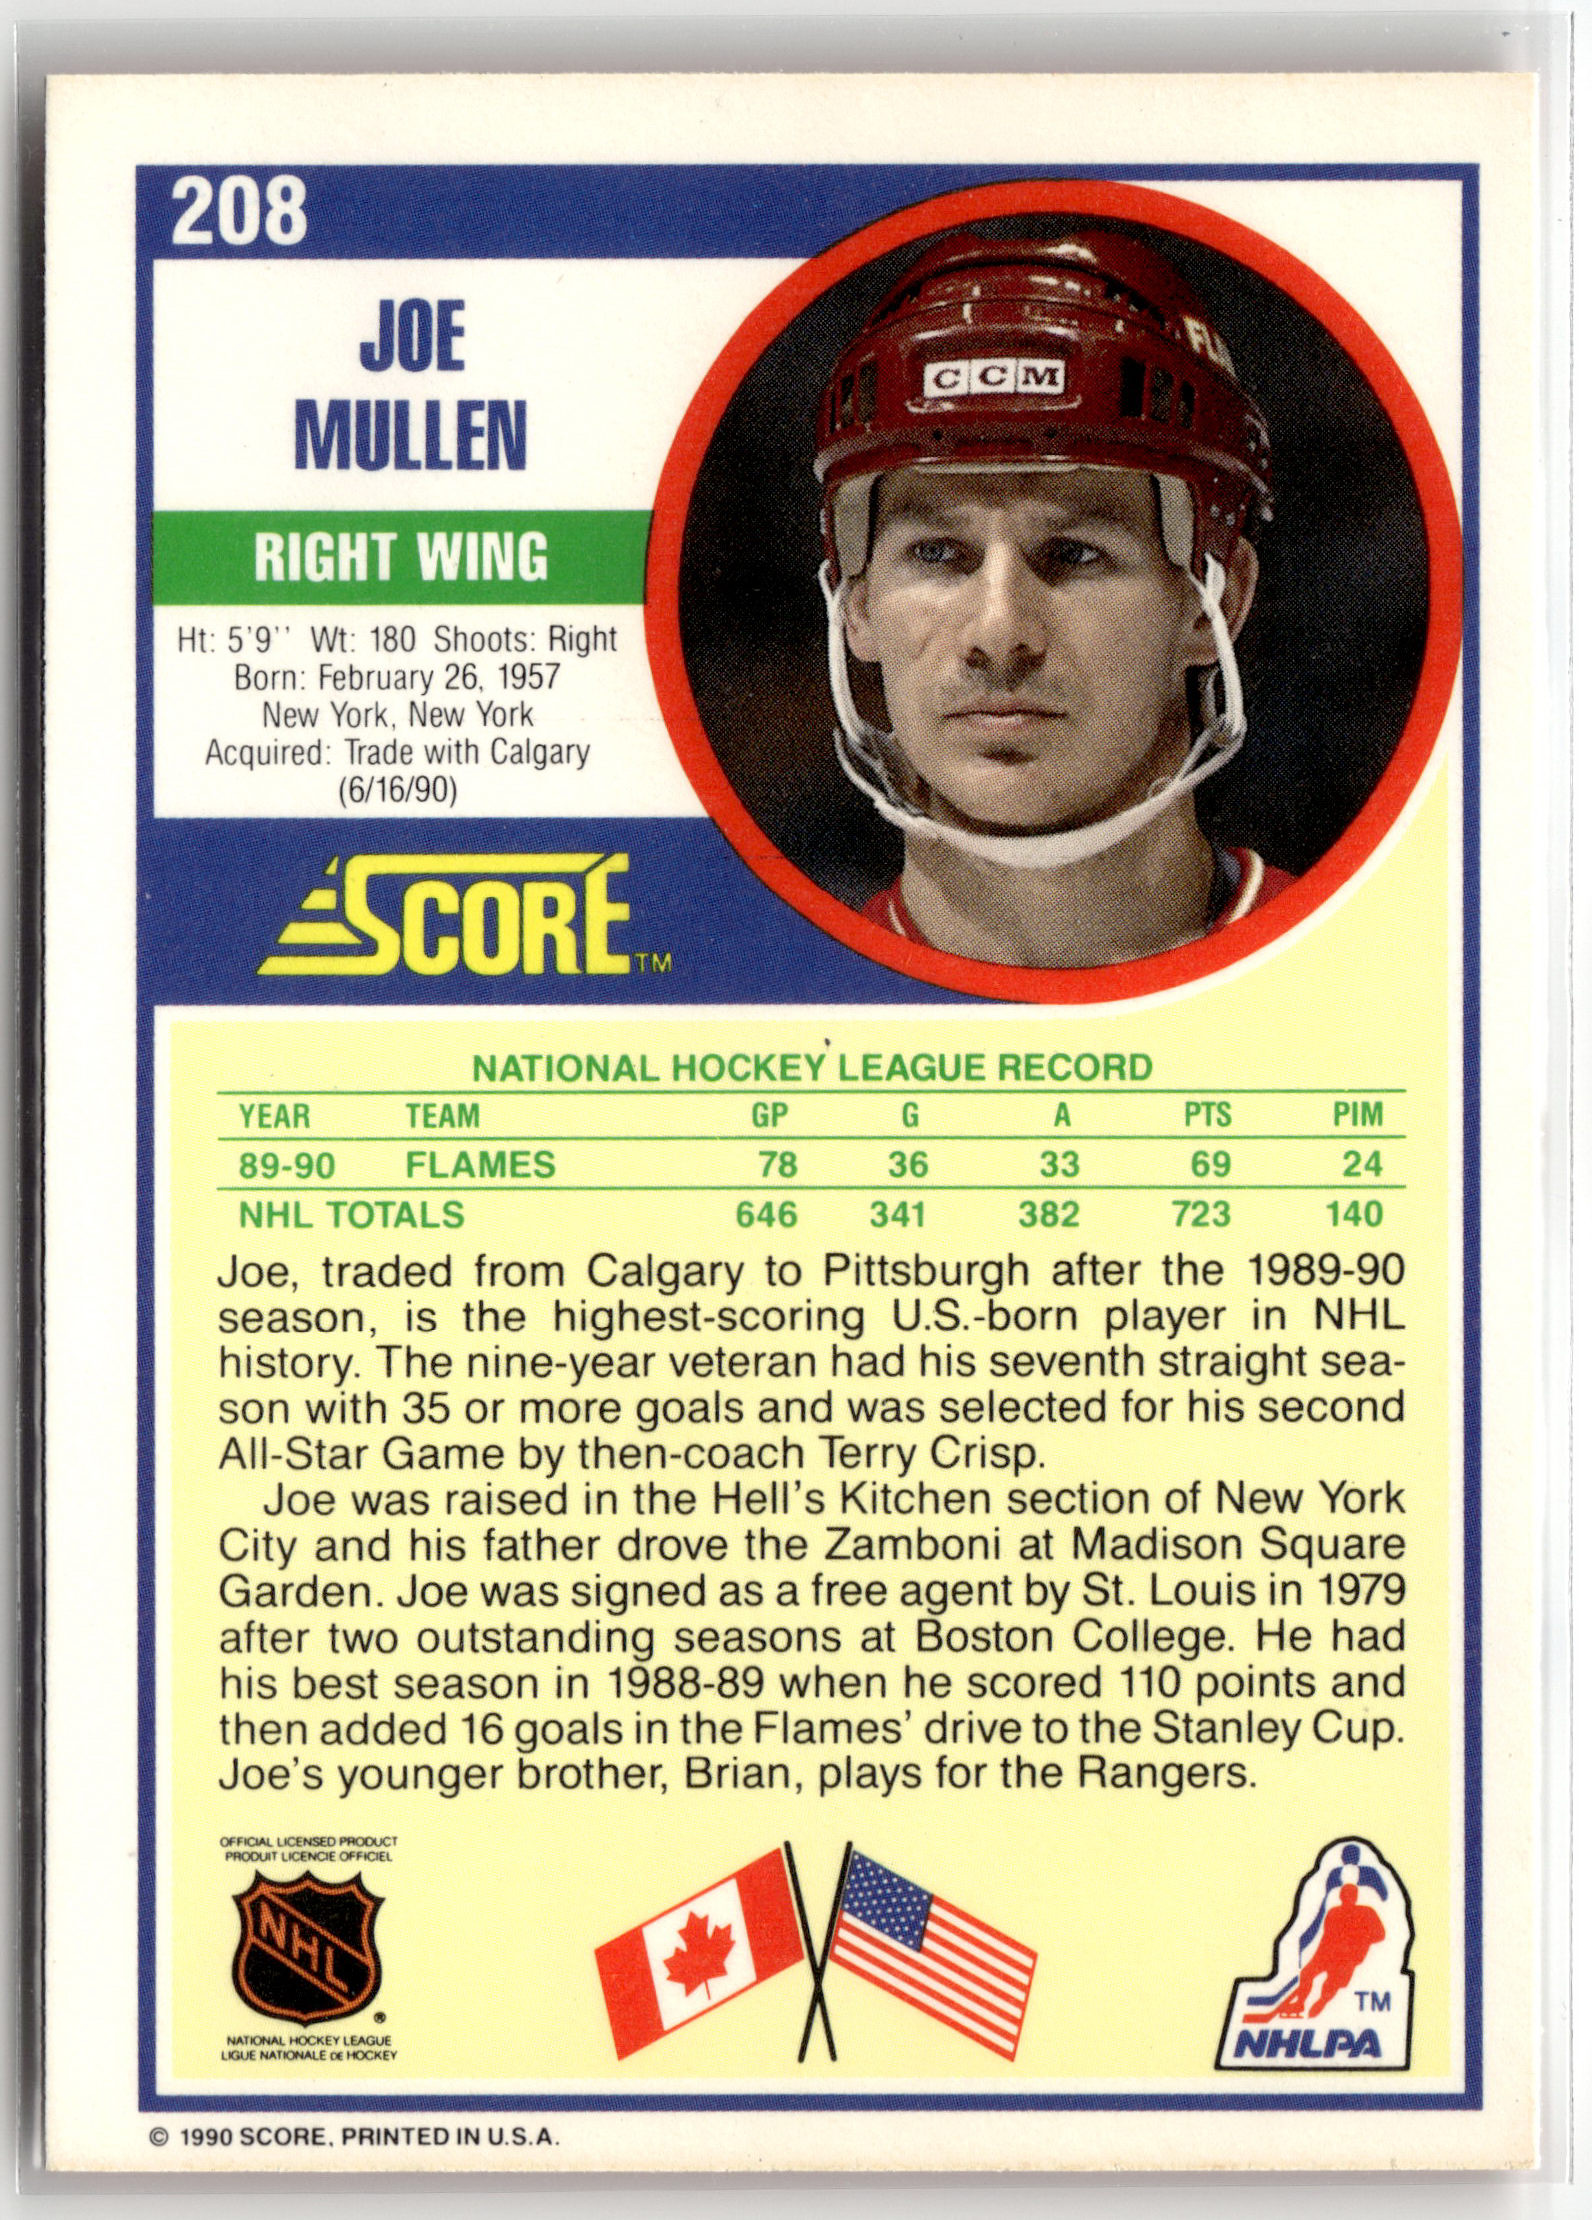 208
JOE
MULLEN
RIGHT WING
Ht: 5'9'' Wt: 180 Shoots: Right
Born: February 26, 1957
New York, New York
Acquired: Trade with Calgary
(6/16/90)
CCM
FLA
SCORE TM
NATIONAL HOCKEY LEAGUE RECORD
YEAR TEAM GP G A PTS PIM
89-90 FLAMES 78 36 33 69 24
NHL TOTALS 646 341 382 723 140
Joe, traded from Calgary to Pittsburgh after the 1989-90
season, is the highest-scoring U.S.-born player in NHL
history. The nine-year veteran had his seventh straight sea-
son with 35 or more goals and was selected for his second
All-Star Game by then-coach Terry Crisp.
Joe was raised in the Hell's Kitchen section of New York
City and his father drove the Zamboni at Madison Square
Garden. Joe was signed as a free agent by St. Louis in 1979
after two outstanding seasons at Boston College. He had
his best season in 1988-89 when he scored 110 points and
then added 16 goals in the Flames' drive to the Stanley Cup.
Joe's younger brother, Brian, plays for the Rangers.
OFFICIAL LICENSED PRODUCT
PRODUIT LICENCIE OFFICIEL
NHL ®
NATIONAL HOCKEY LEAGUE
LIGUE NATIONALE DE HOCKEY
TM
NHLPA
© 1990 SCORE, PRINTED IN U.S.A.